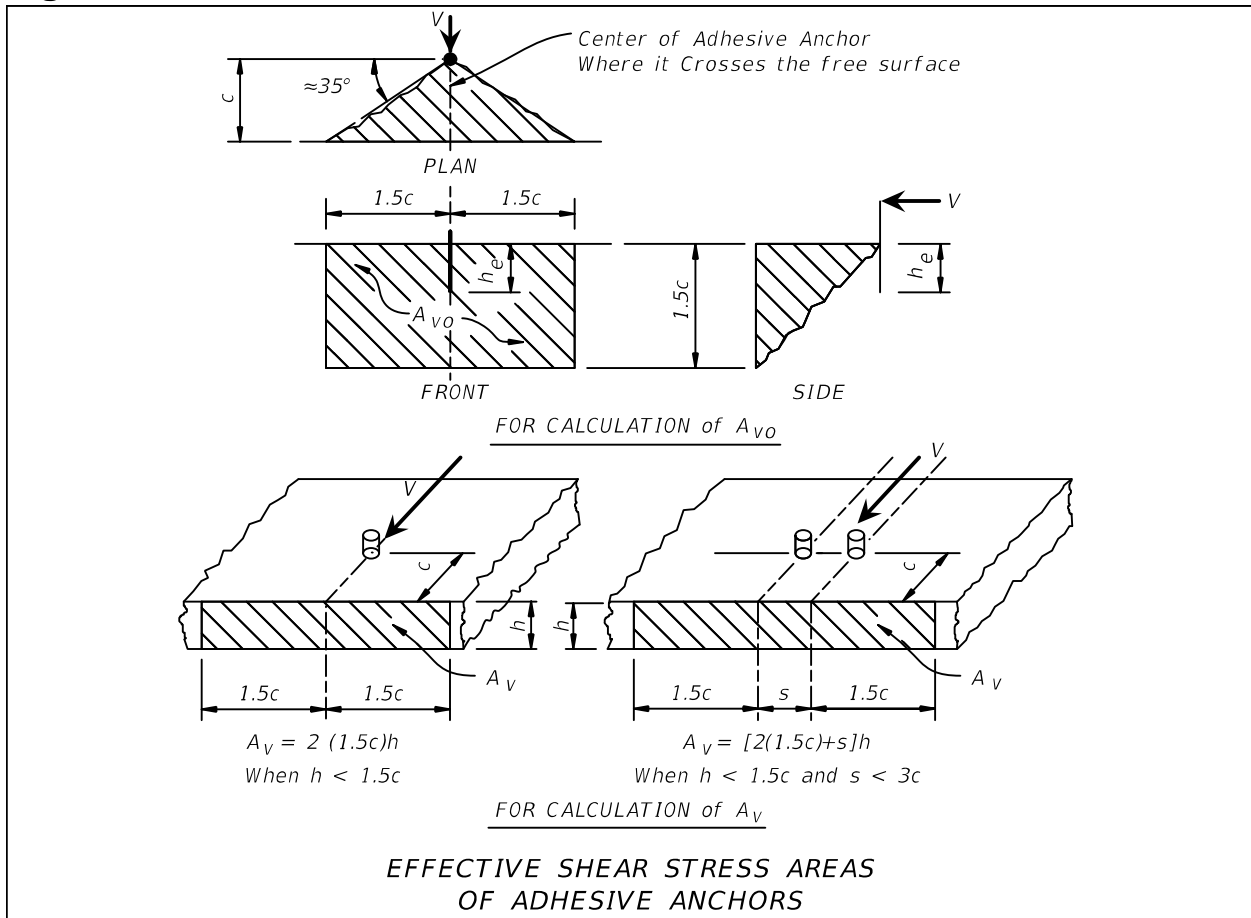 V
Center of Adhesive Anchor
Where it Crosses the free surface
≈35°
c
PLAN
1.5c
1.5c
V
h_e
A_VO
1.5c
h_e
FRONT
SIDE
FOR CALCULATION of A_VO
V
c
h
A_V
1.5c
1.5c
A_V = 2 (1.5c)h
When h < 1.5c
V
c
h
A_V
1.5c
s
1.5c
A_V = [2(1.5c)+s]h
When h < 1.5c and s < 3c
FOR CALCULATION of A_V
EFFECTIVE SHEAR STRESS AREAS
OF ADHESIVE ANCHORS